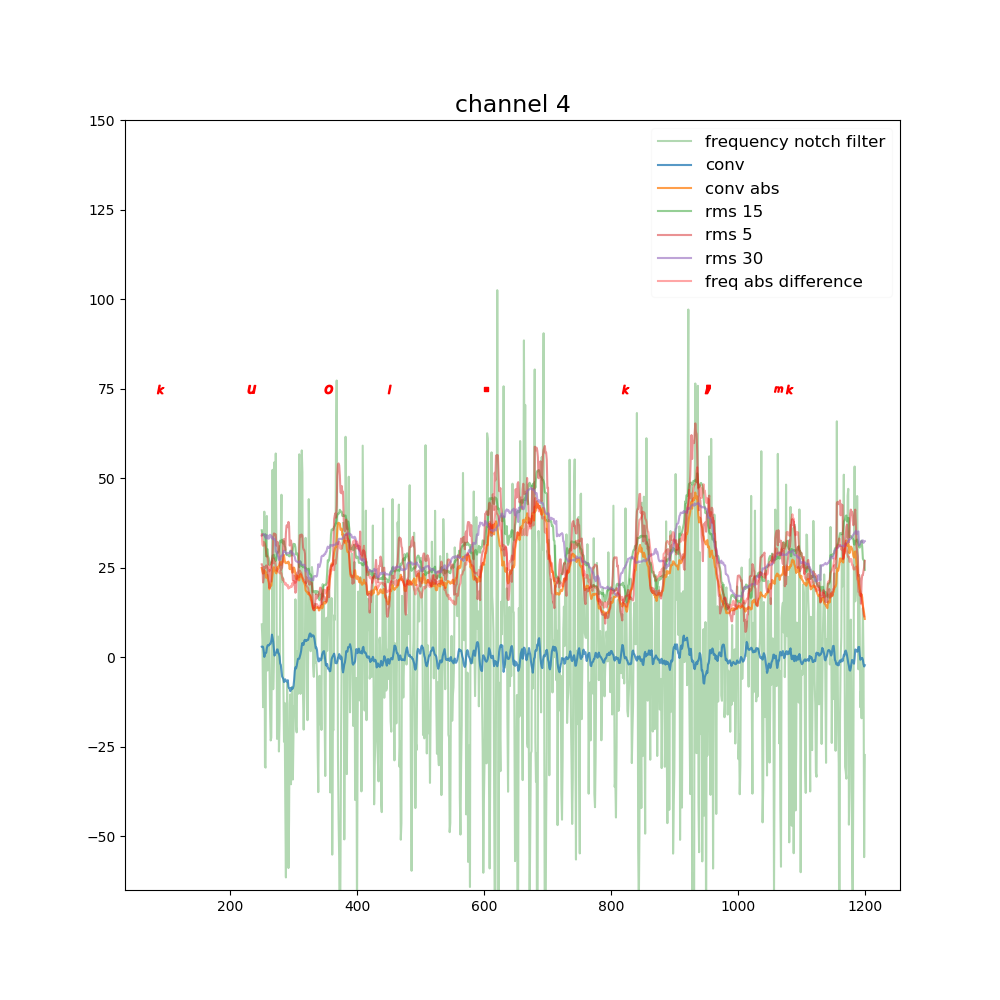 channel 4
150
125
100
75
50
25
0
−25
−50
frequency notch filter
conv
conv abs
rms 15
rms 5
rms 30
freq abs difference
k u o l k m k
200 400 600 800 1000 1200